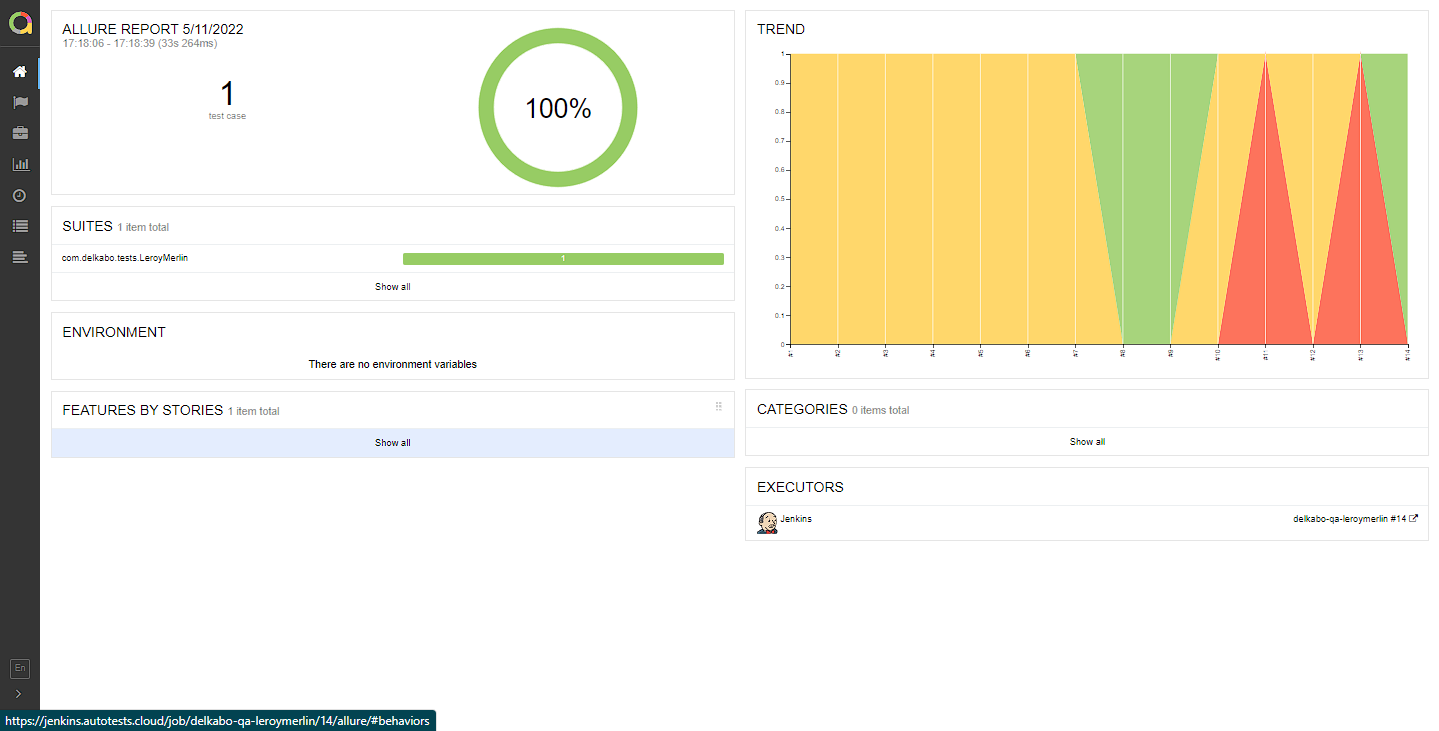 ALLURE REPORT 5/11/2022
17:18:06 - 17:18:39 (33s 264ms)
1
test case
100%
SUITES 1 item total
com.delkabo.tests.LeroyMerlin 1
Show all
ENVIRONMENT
There are no environment variables
FEATURES BY STORIES 1 item total
Show all
TREND
1
0.9
0.8
0.7
0.6
0.5
0.4
0.3
0.2
0.1
0
#1 #2 #3 #4 #5 #6 #7 #8 #9 #10 #11 #12 #13 #14
CATEGORIES 0 items total
Show all
EXECUTORS
Jenkins delkabo-qa-leroymerlin #14
En
https://jenkins.autotests.cloud/job/delkabo-qa-leroymerlin/14/allure/#behaviors